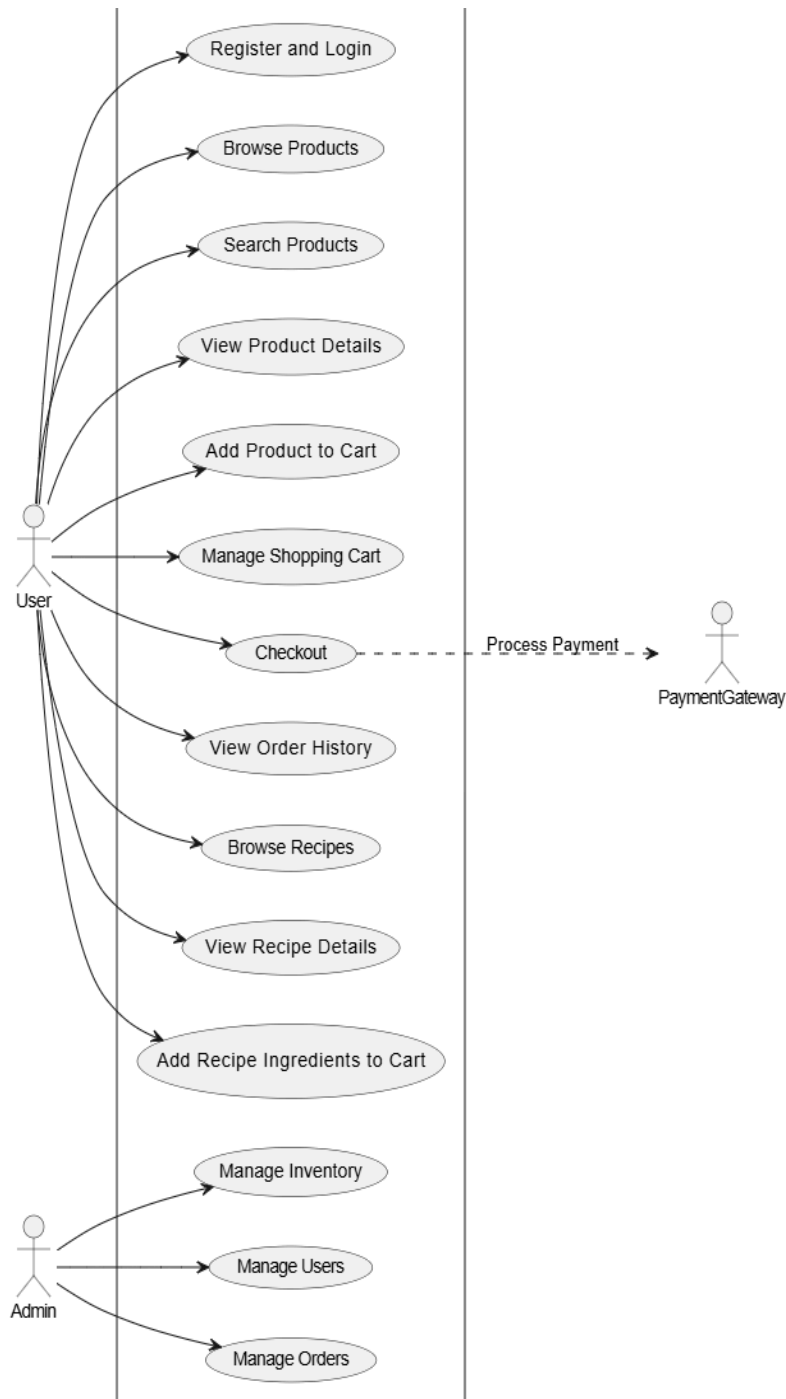 Register and Login
Browse Products
Search Products
View Product Details
Add Product to Cart
Manage Shopping Cart
User
Checkout
Process Payment
PaymentGateway
View Order History
Browse Recipes
View Recipe Details
Add Recipe Ingredients to Cart
Manage Inventory
Manage Users
Admin
Manage Orders